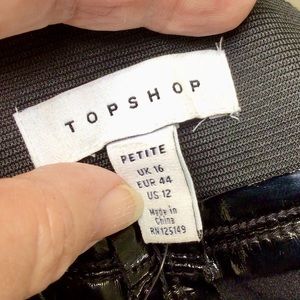 TOPSHOP
PETITE
UK 16
EUR 44
US 12
Made in
China
RN125149